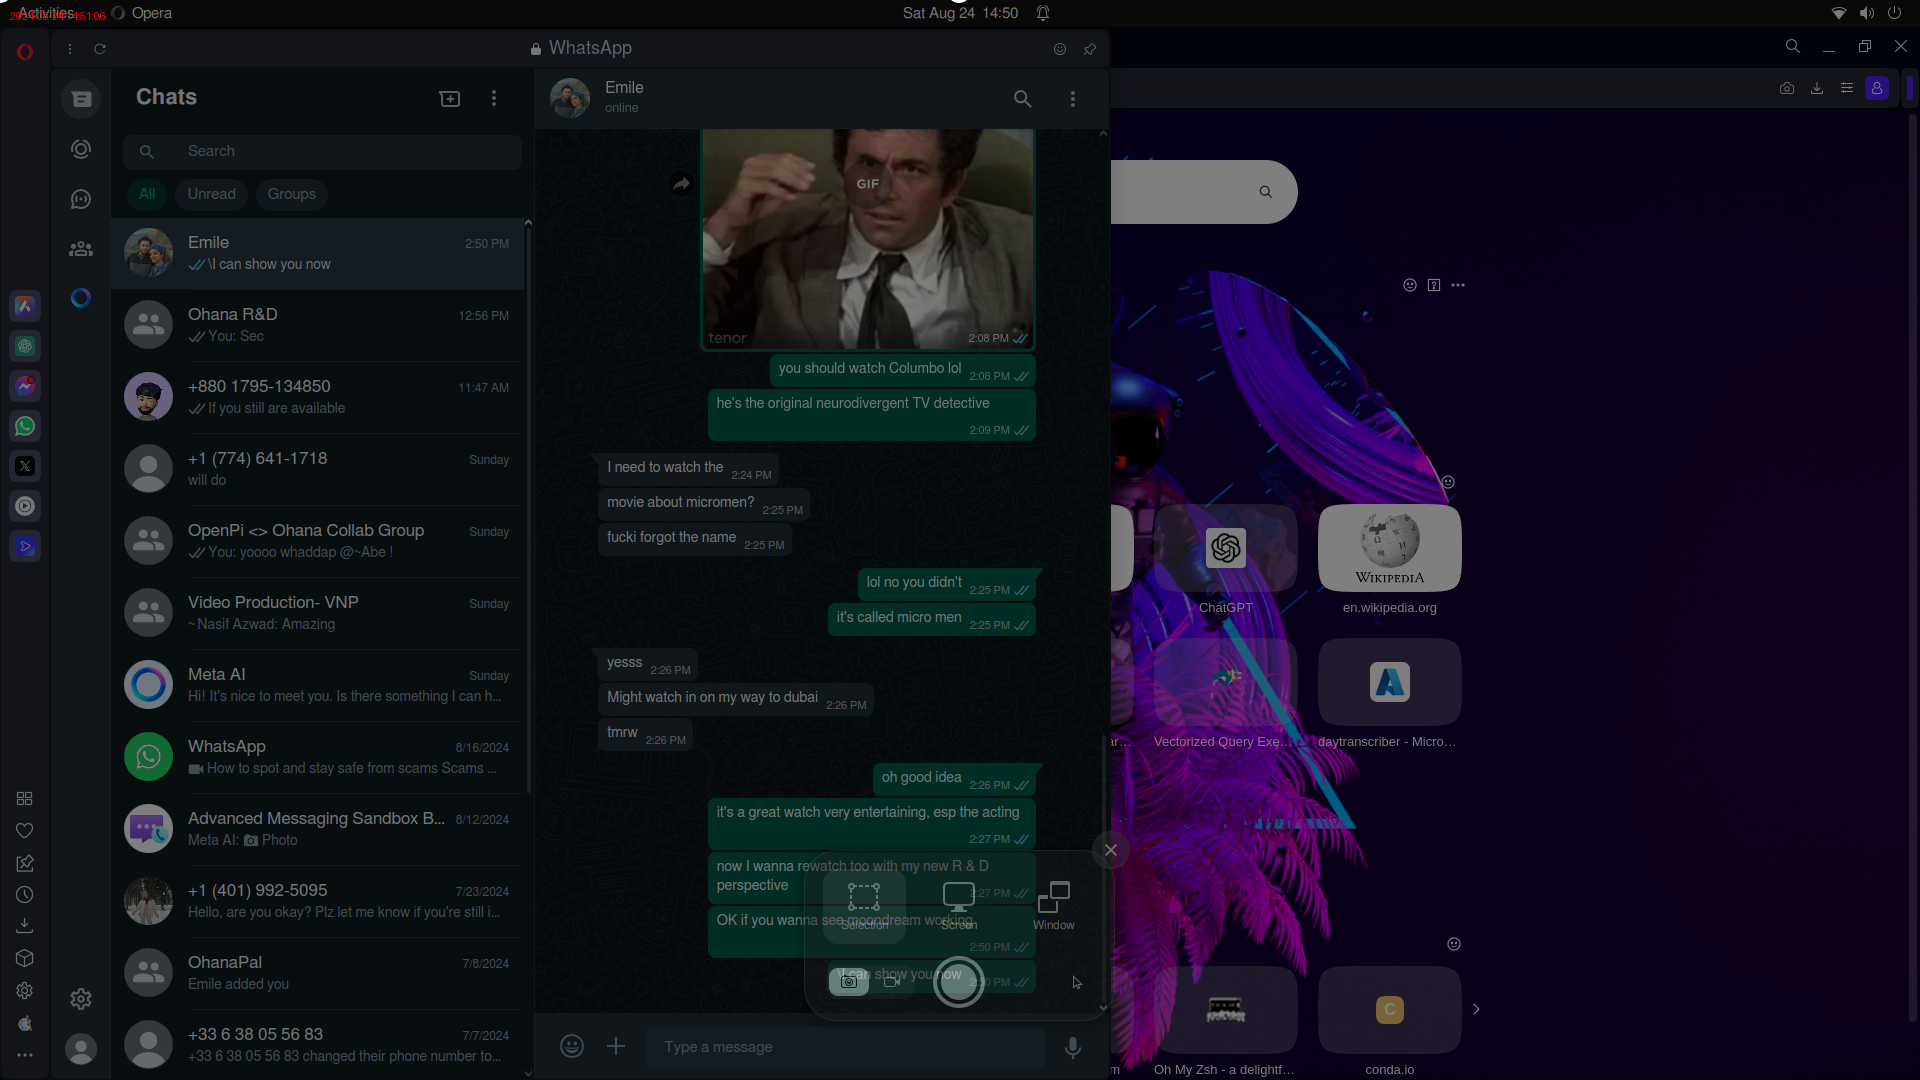 Activities
2024-08-24 14:51:06
Opera
Sat Aug 24 14:50
WhatsApp
Chats
Search
All
Unread
Groups
Emile
2:50 PM
\I can show you now
Ohana R&D
12:56 PM
You: Sec
+880 1795-134850
11:47 AM
If you still are available
+1 (774) 641-1718
Sunday
will do
OpenPi <> Ohana Collab Group
Sunday
You: yoooo whaddap @~Abe !
Video Production- VNP
Sunday
~ Nasif Azwad: Amazing
Meta AI
Sunday
Hi! It's nice to meet you. Is there something I can h...
WhatsApp
8/16/2024
How to spot and stay safe from scams Scams ...
Advanced Messaging Sandbox B...
8/12/2024
Meta AI: Photo
+1 (401) 992-5095
7/23/2024
Hello, are you okay? Plz let me know if you're still i...
OhanaPal
7/8/2024
Emile added you
+33 6 38 05 56 83
7/7/2024
+33 6 38 05 56 83 changed their phone number to...
Emile
online
GIF
tenor
2:08 PM
you should watch Columbo lol
2:08 PM
he's the original neurodivergent TV detective
2:09 PM
I need to watch the
2:24 PM
movie about micromen?
2:25 PM
fucki forgot the name
2:25 PM
lol no you didn't
2:25 PM
it's called micro men
2:25 PM
yesss
2:26 PM
Might watch in on my way to dubai
2:26 PM
tmrw
2:26 PM
oh good idea
2:26 PM
it's a great watch very entertaining, esp the acting
2:27 PM
now I wanna rewatch too with my new R & D
perspective
2:27 PM
OK if you wanna see moondream working
2:50 PM
\I can show you now
2:50 PM
Selection
Screen
Window
Type a message
ChatGPT
WIKIPEDIA
en.wikipedia.org
ar...
Vectorized Query Exe...
daytranscriber - Micro...
C
m
Oh My Zsh - a delightf...
conda.io